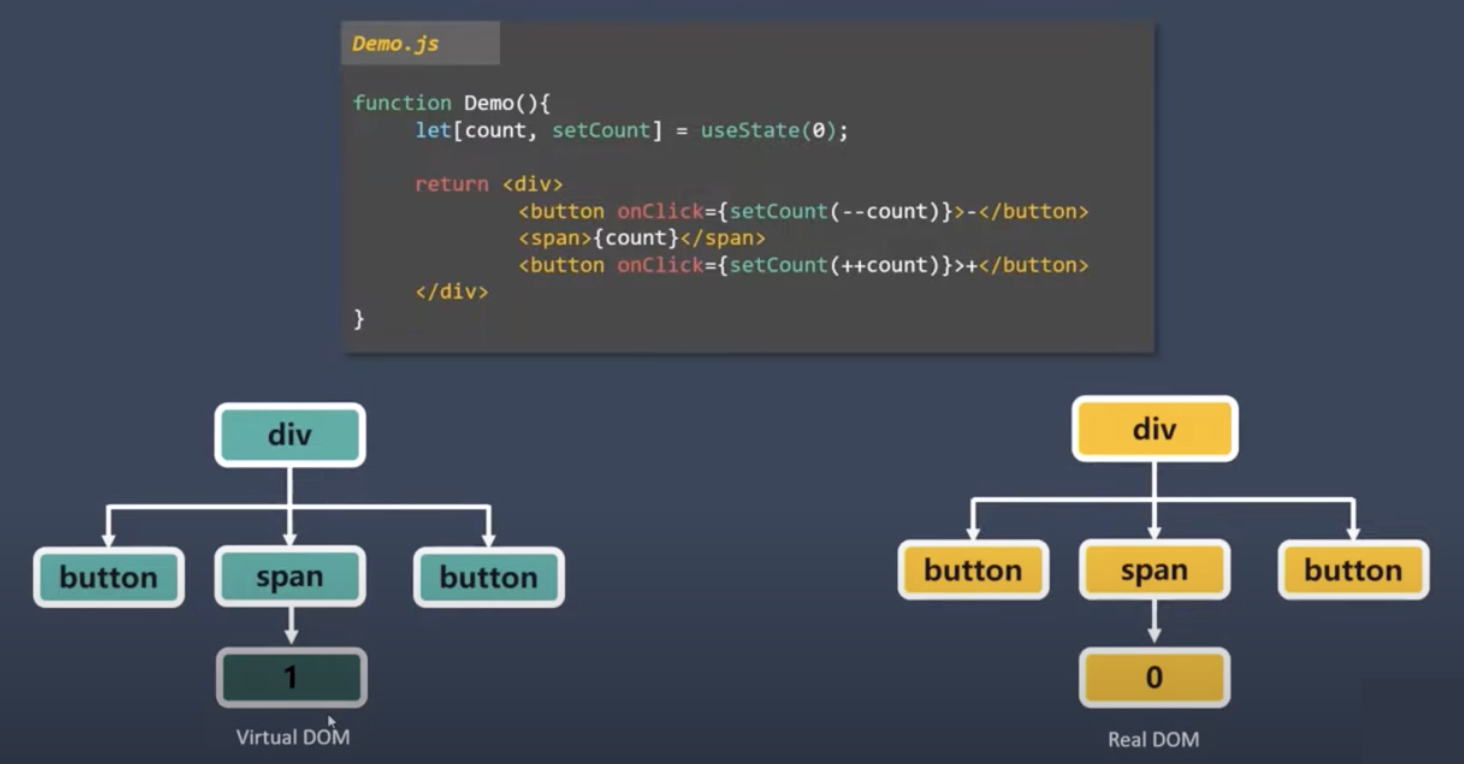 Demo.js
function Demo(){
let[count, setCount] = useState(0);
return <div>
<button onClick={setCount(--count)}>-</button>
<span>{count}</span>
<button onClick={setCount(++count)}>+</button>
</div>
}
div
button span button
1
Virtual DOM
div
button span button
0
Real DOM